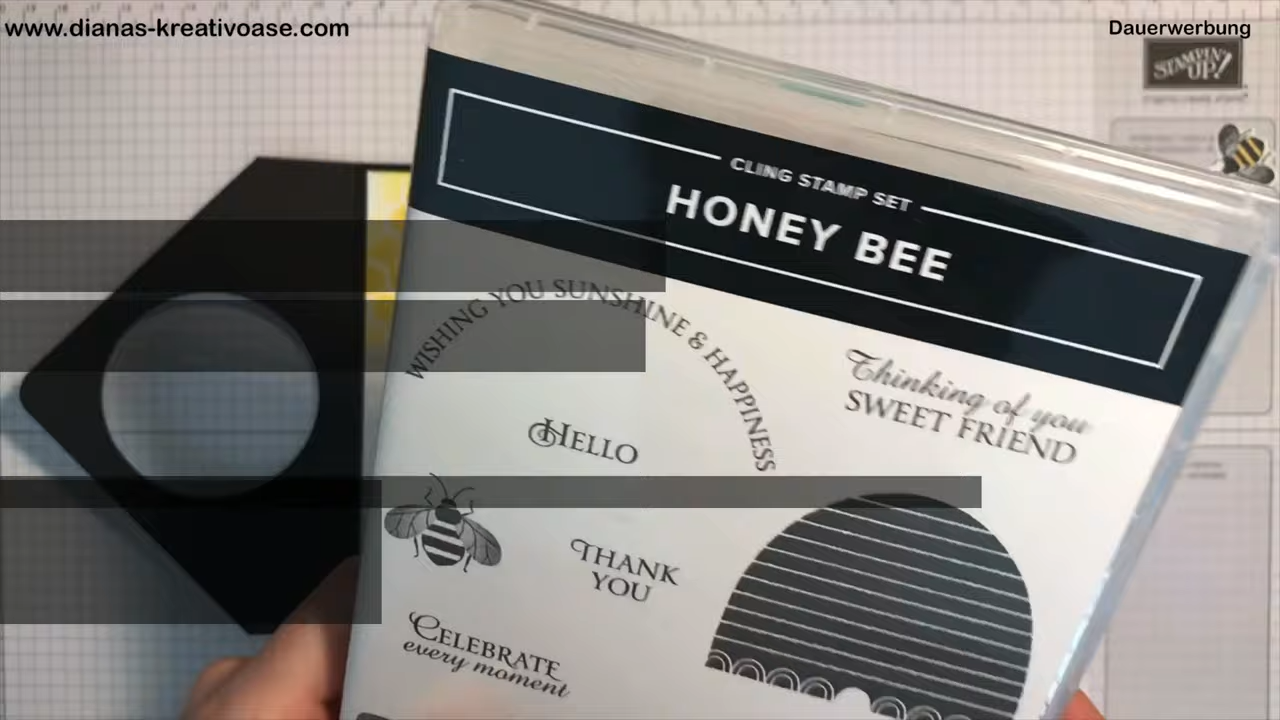 www.dianas-kreativoase.com
Dauerwerbung
STAMPIN' UP!
CLING STAMP SET
HONEY BEE
WISHING YOU SUNSHINE & HAPPINESS
Thinking of you
SWEET FRIEND
HELLO
THANK
YOU
CELEBRATE
every moment